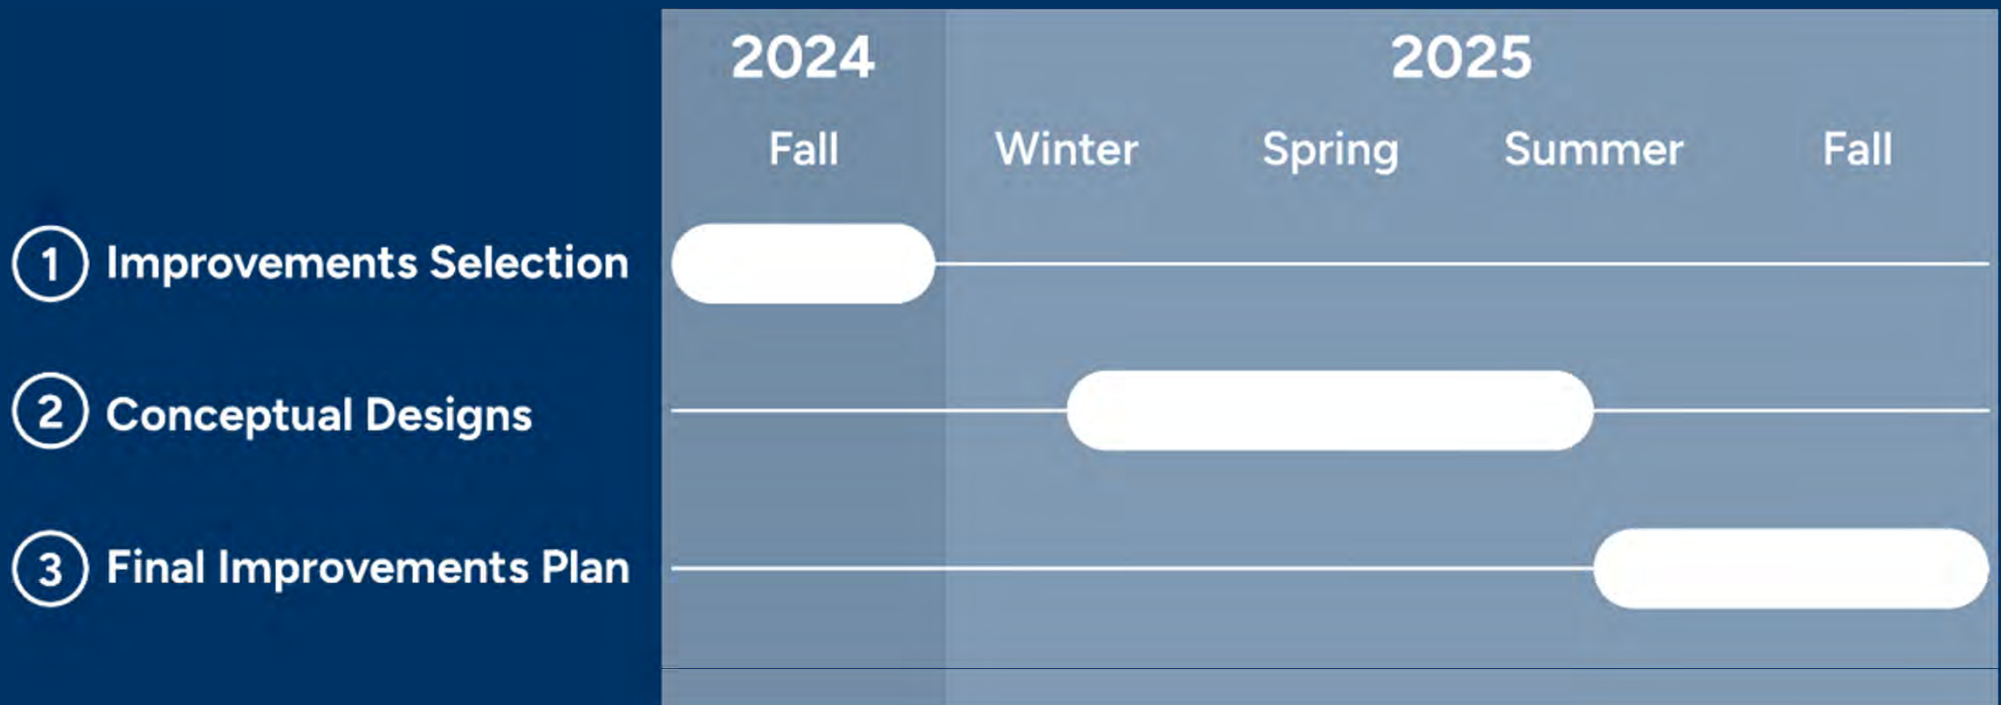 2024 2025
Fall Winter Spring Summer Fall
1 Improvements Selection
2 Conceptual Designs
3 Final Improvements Plan